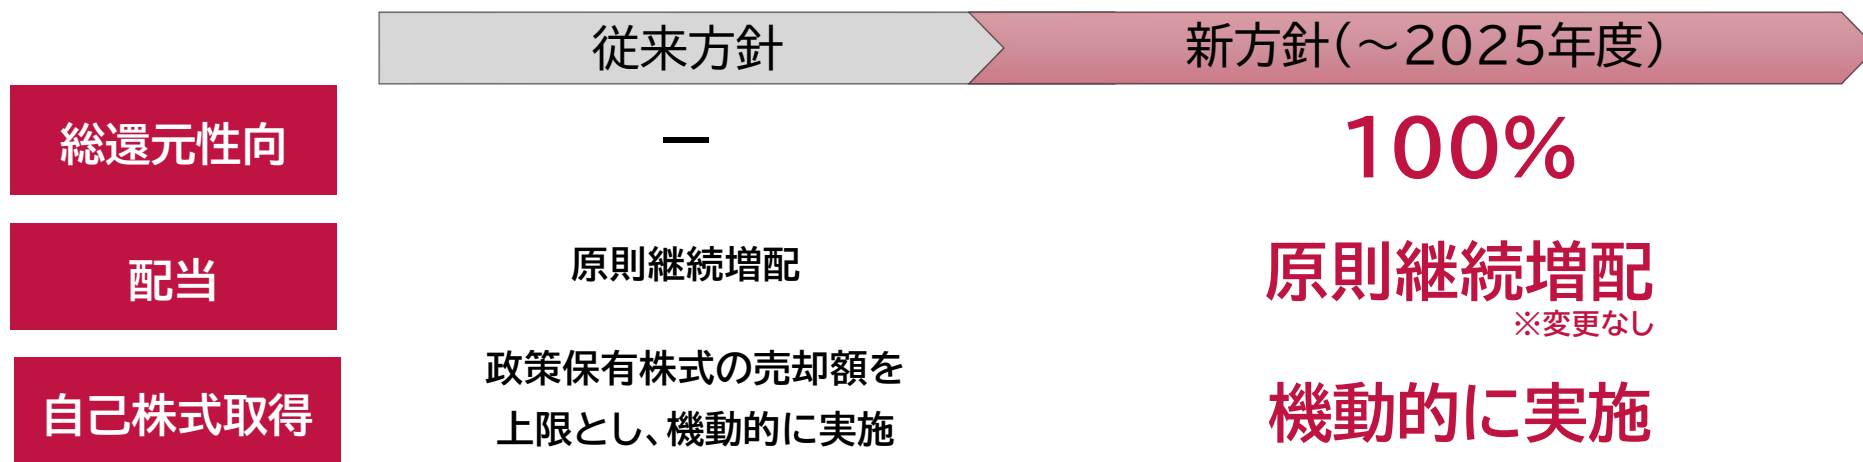 従来方針
新方針(～2025年度)
総還元性向
ー
100%
配当
原則継続増配
原則継続増配
※変更なし
自己株式取得
政策保有株式の売却額を
上限とし、機動的に実施
機動的に実施